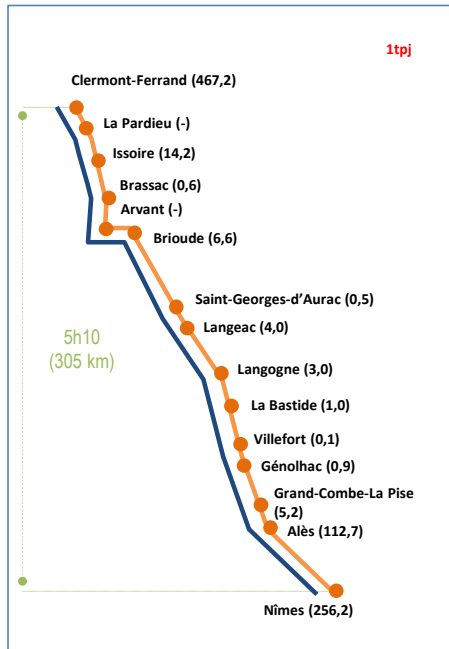 1tpj
Clermont-Ferrand (467,2)
La Pardieu (-)
Issoire (14,2)
Brassac (0,6)
Arvant (-)
Brioude (6,6)
Saint-Georges-d'Aurac (0,5)
Langeac (4,0)
5h10
(305 km)
Langogne (3,0)
La Bastide (1,0)
Villefort (0,1)
Génolhac (0,9)
Grand-Combe-La Pise
(5,2)
Alès (112,7)
Nîmes (256,2)